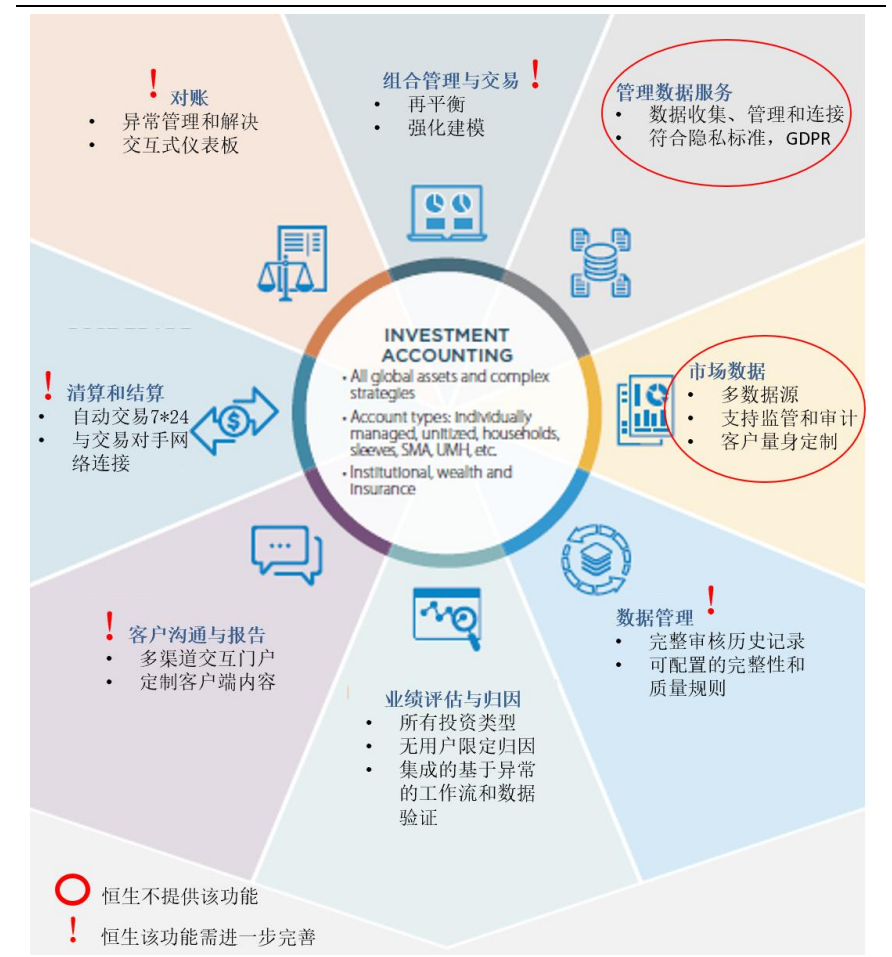 对账
• 异常管理和解决
• 交互式仪表板
组合管理与交易
• 再平衡
• 强化建模
管理数据服务
• 数据收集、管理和连接
• 符合隐私标准，GDPR
市场数据
• 多数据源
• 支持监管和审计
• 客户量身定制
数据管理
• 完整审核历史记录
• 可配置的完整性和
质量规则
业绩评估与归因
• 所有投资类型
• 无用户限定归因
• 集成的基于异常
的工作流和数据
验证
客户沟通与报告
• 多渠道交互门户
• 定制客户端内容
清算和结算
• 自动交易7*24
• 与交易对手网
络连接
INVESTMENT
ACCOUNTING
• All global assets and complex
strategies
• Account types: individually
managed, unitized, households,
sleeves, SMA, UMH, etc.
• Institutional, wealth and
insurance
恒生不提供该功能
! 恒生该功能需进一步完善